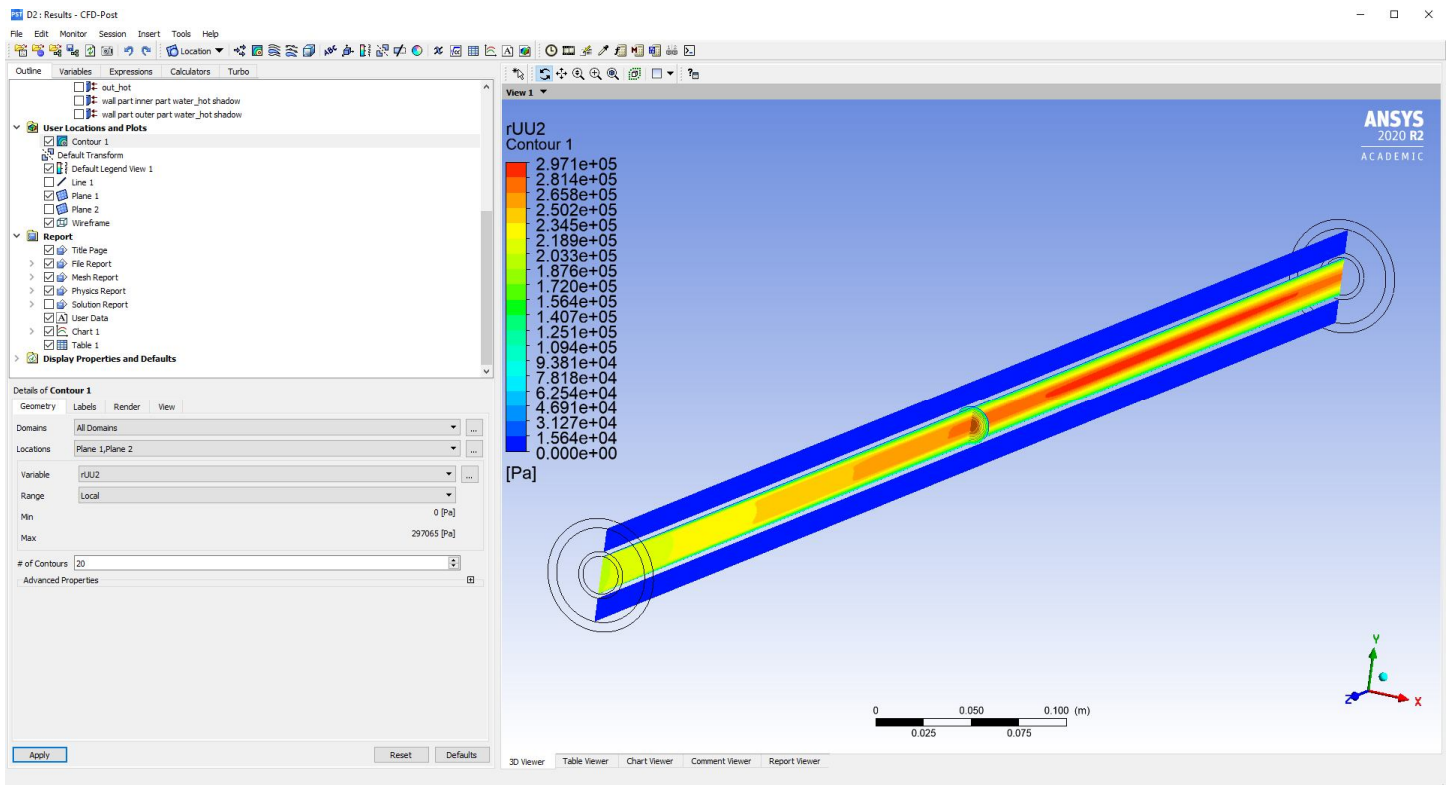 PST D2 : Results - CFD-Post
File Edit Monitor Session Insert Tools Help
Location
Outline Variables Expressions Calculators Turbo
out_hot
wall part inner part water_hot shadow
wall part outer part water_hot shadow
User Locations and Plots
Contour 1
Default Transform
Default Legend View 1
Line 1
Plane 1
Plane 2
Wireframe
Report
Title Page
File Report
Mesh Report
Physics Report
Solution Report
User Data
Chart 1
Table 1
Display Properties and Defaults
Details of Contour 1
Geometry Labels Render View
Domains All Domains ...
Locations Plane 1,Plane 2 ...
Variable rUU2 ...
Range Local
Min 0 [Pa]
Max 297065 [Pa]
# of Contours 20
Advanced Properties
Apply Reset Defaults
View 1
rUU2
Contour 1
2.971e+05
2.814e+05
2.658e+05
2.502e+05
2.345e+05
2.189e+05
2.033e+05
1.876e+05
1.720e+05
1.564e+05
1.407e+05
1.251e+05
1.094e+05
9.381e+04
7.818e+04
6.254e+04
4.691e+04
3.127e+04
1.564e+04
0.000e+00
[Pa]
ANSYS
2020 R2
ACADEMIC
Y
Z X
0 0.050 0.100 (m)
0.025 0.075
3D Viewer Table Viewer Chart Viewer Comment Viewer Report Viewer